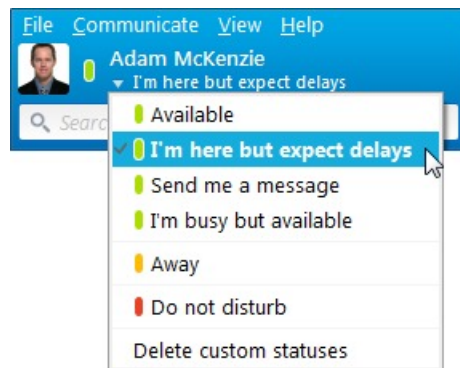 File Communicate View Help
Adam McKenzie
I'm here but expect delays
Searc
Available
I'm here but expect delays
Send me a message
I'm busy but available
Away
Do not disturb
Delete custom statuses